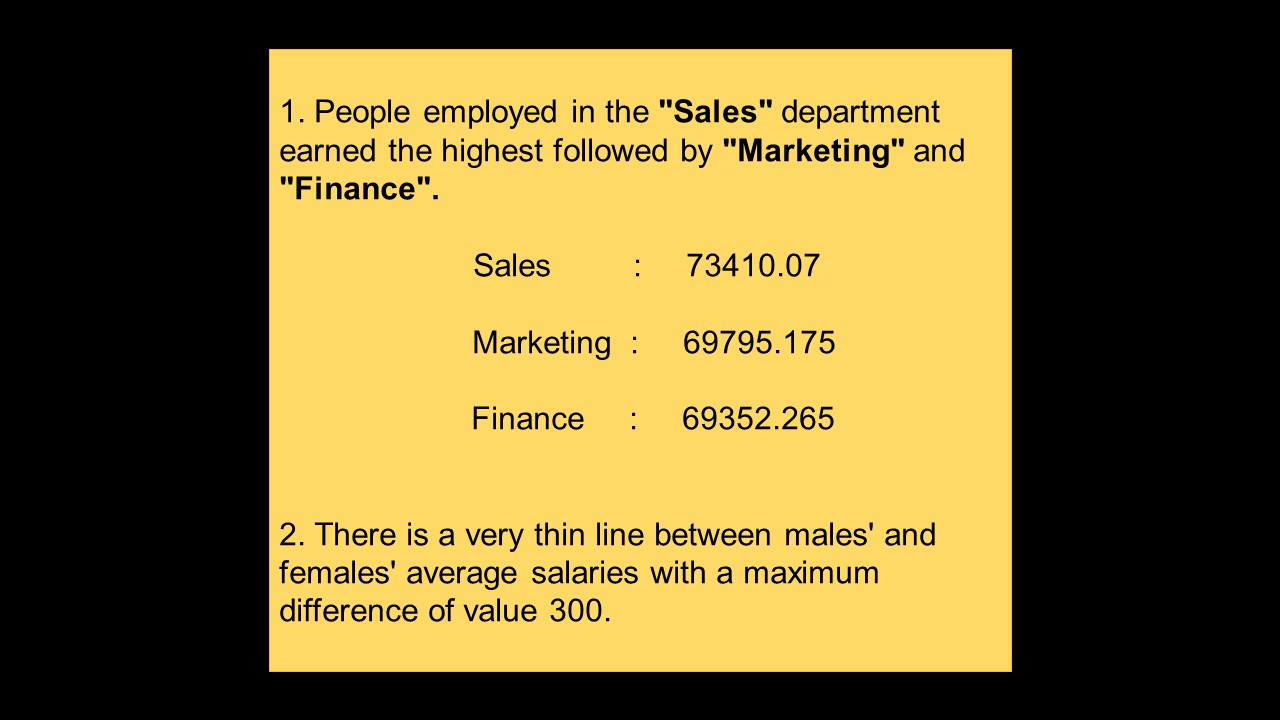 1. People employed in the "Sales" department
earned the highest followed by "Marketing" and
"Finance".
Sales : 73410.07
Marketing : 69795.175
Finance : 69352.265
2. There is a very thin line between males' and
females' average salaries with a maximum
difference of value 300.